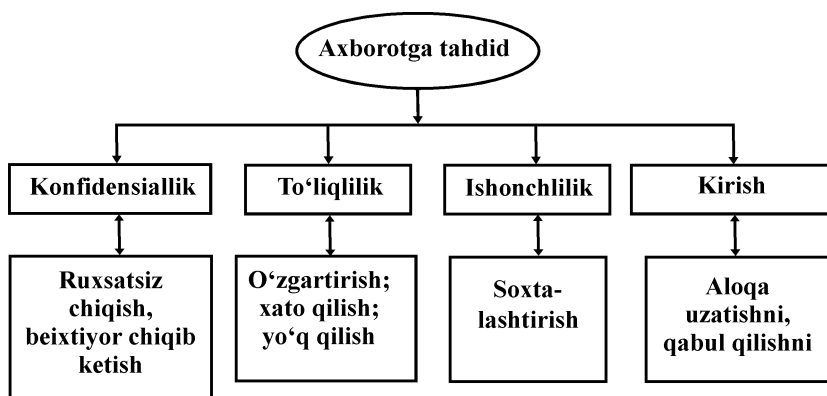 Axborotga tahdid
Konfidensiallik
To‘liqlilik
Ishonchlilik
Kirish
Ruxsatsiz
chiqish,
beixtiyor chiqib
ketish
O‘zgartirish;
xato qilish;
yo‘q qilish
Soxta-
lashtirish
Aloqa
uzatishni,
qabul qilishni